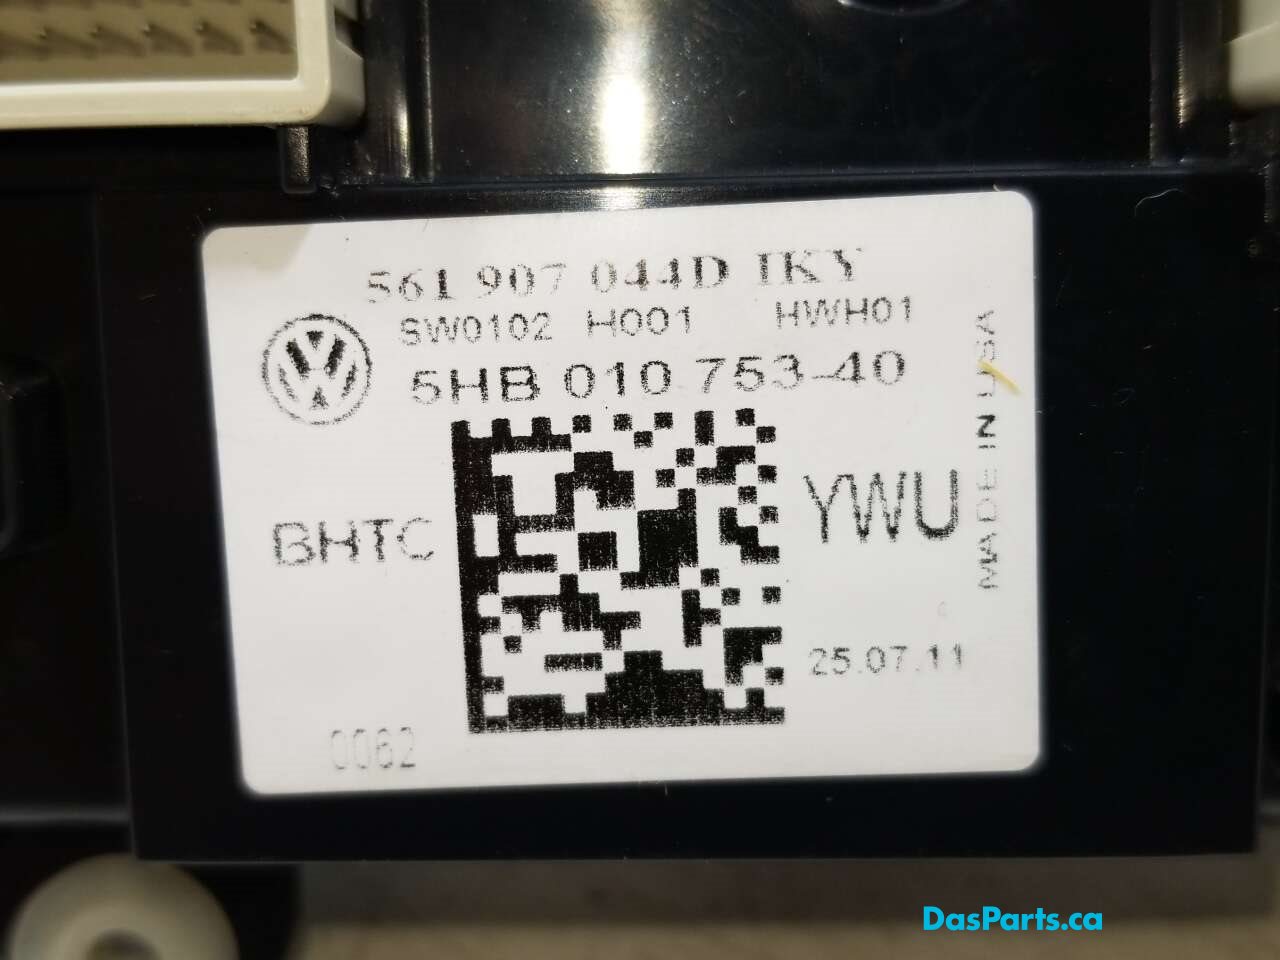 561 907 044D IKY
SW0102 H001 HWH01
5HB 010 753-40
BHTC
YWU
MADE IN USA
25.07.11
0062
DasParts.ca